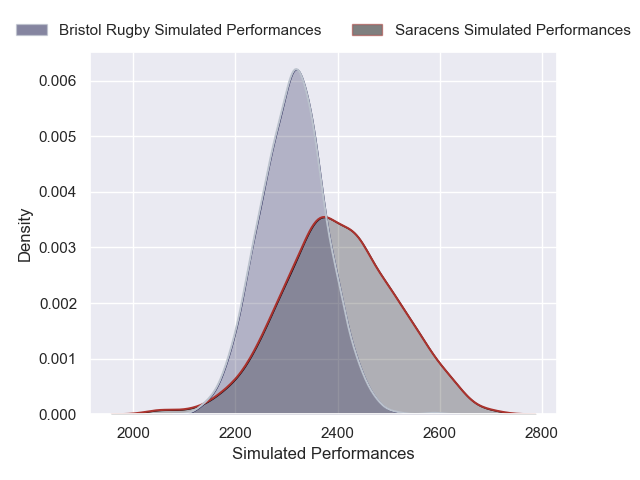 Bristol Rugby Simulated Performances
Saracens Simulated Performances
0.006
0.005
0.004
0.003
0.002
0.001
0.000
Density
2000 2200 2400 2600 2800
Simulated Performances